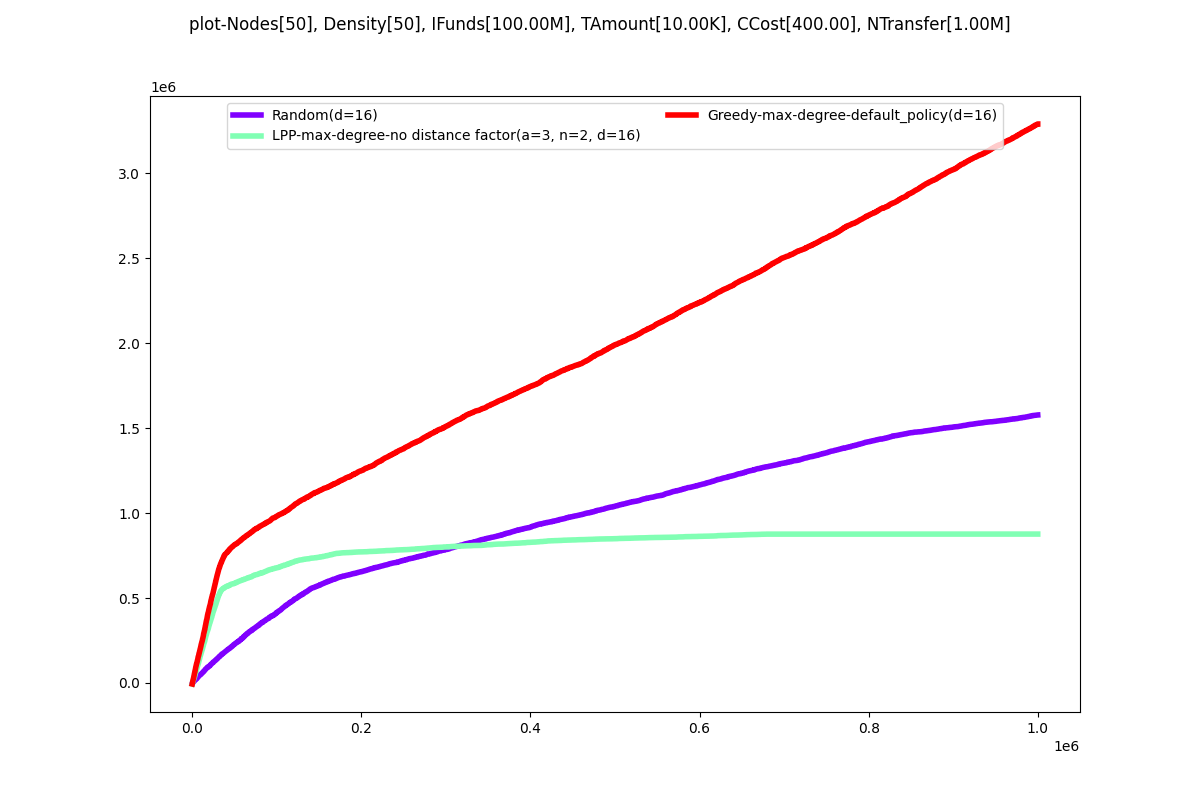 plot-Nodes[50], Density[50], IFunds[100.00M], TAmount[10.00K], CCost[400.00], NTransfer[1.00M]
1e6
Random(d=16)
LPP-max-degree-no distance factor(a=3, n=2, d=16)
Greedy-max-degree-default_policy(d=16)
3.0
2.5
2.0
1.5
1.0
0.5
0.0
0.0 0.2 0.4 0.6 0.8 1.0
1e6